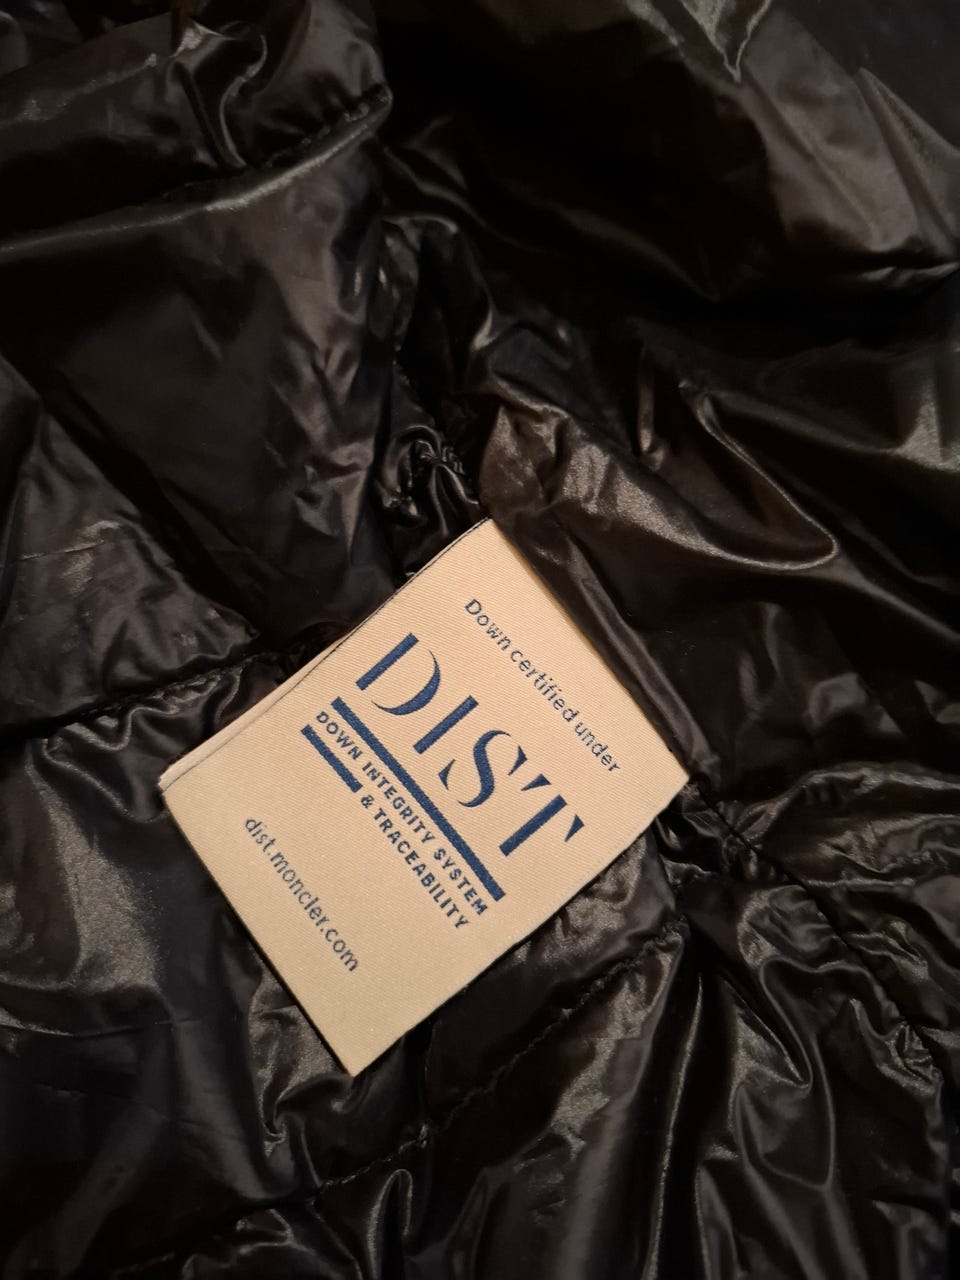 Down certified under
DIST
DOWN INTEGRITY SYSTEM
& TRACEABILITY
dist.moncler.com